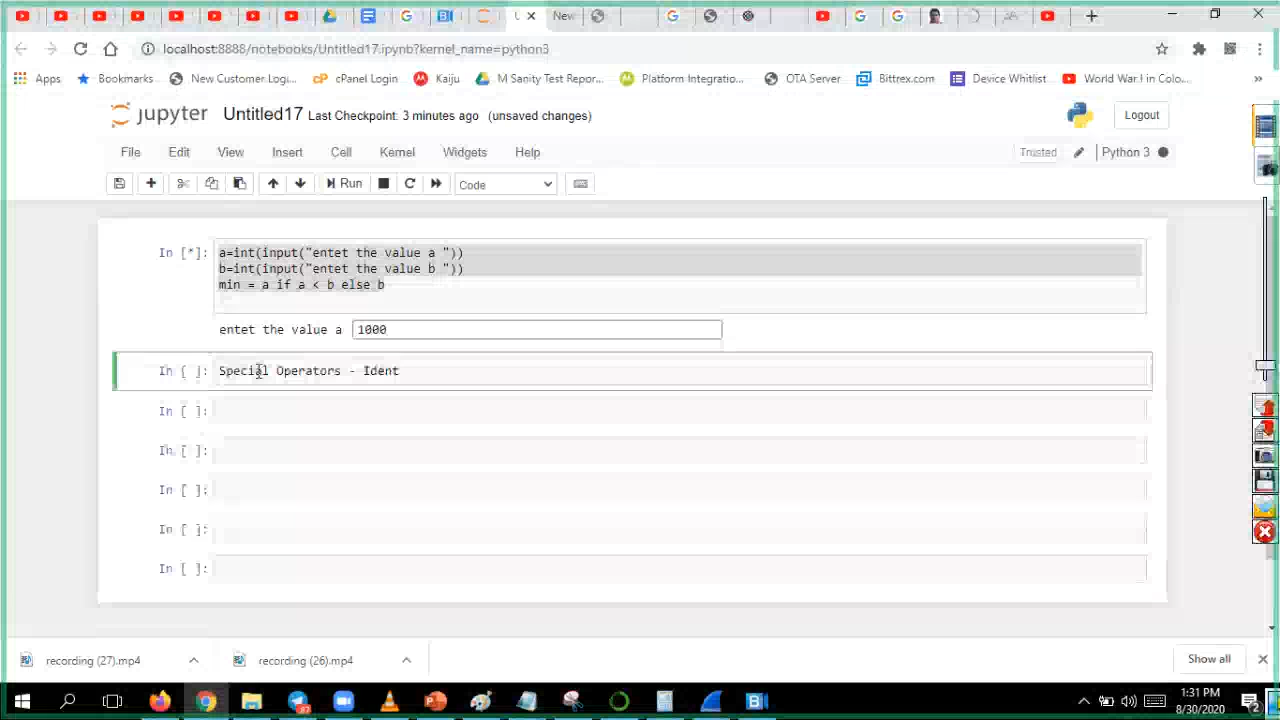 New
localhost:8888/notebooks/Untitled17.ipynb?kernel_name=python3
Apps Bookmarks New Customer Logi... cPanel Login Kaiju M Sanity Test Repor... Platform Integratio... OTA Server Bittrex.com Device Whitlist World War I in Colo... »
jupyter Untitled17 Last Checkpoint: 3 minutes ago (unsaved changes) Logout
File Edit View Insert Cell Kernel Widgets Help Trusted Python 3
Run Code
In [*]: a=int(input("entet the value a "))
b=int(input("entet the value b "))
min = a if a < b else b
entet the value a 1000
In [ ]: Special Operators - Ident
In [ ]:
In [ ]:
In [ ]:
In [ ]:
In [ ]:
recording (27).mp4 recording (26).mp4 Show all
1:31 PM
8/30/2020
2